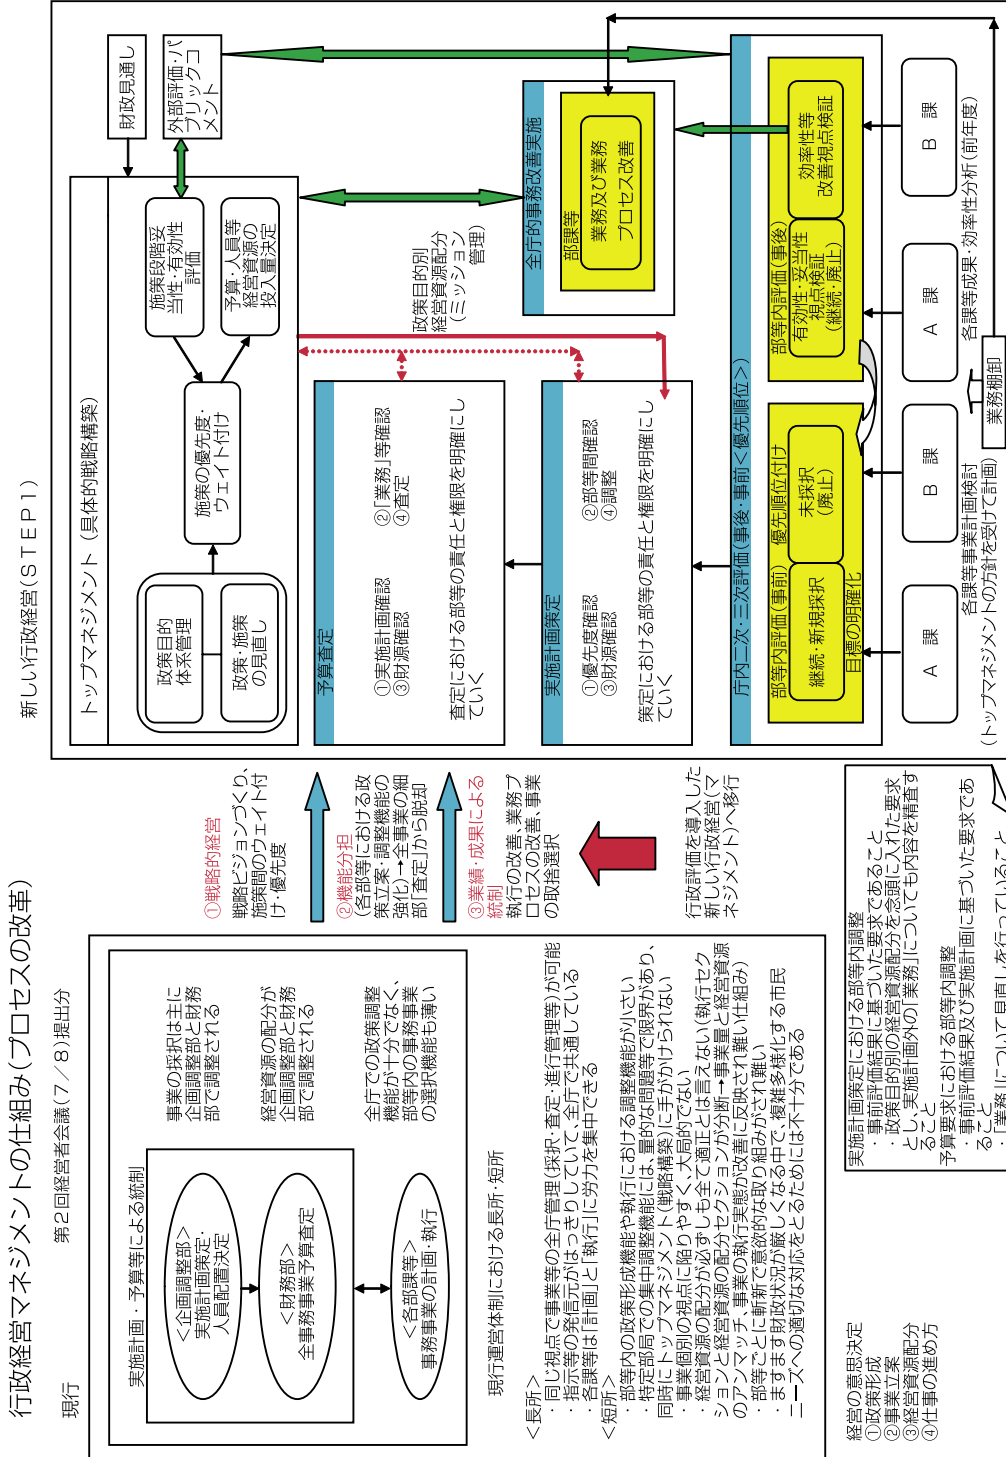 行政経営マネジメントの仕組み(プロセスの改革)
第2回経営者会議(7/8)提出分
現行
実施計画・予算等による統制
<企画調整部>
実施計画策定・
人員配置決定
<財務部>
全事務事業予算査定
<各部課等>
事務事業の計画・執行
事業の採択は主に
企画調整部と財務
部で調整される
経営資源の配分が
企画調整部と財務
部で調整される
全庁での政策調整
機能が十分でなく、
部等内の事務事業
の選択機能も薄い
現行運営体制における長所・短所
<長所>
・同じ視点で事業等の全庁管理(採択・査定・進行管理等)が可能
・指示等の発信元がはっきりしていて、全庁で共通している
・各課等は「計画」と「執行」に労力を集中できる
<短所>
・部等内の政策形成機能や執行における調整機能が小さい
・特定部局での集中調整機能には、量的な問題等で限界があり、
同時にトップマネジメント(戦略構築)に手がかけられない
・事業個別の視点に陥りやすく、大局的でない
・経営資源の配分が必ずしも全て適正とは言えない(執行セク
ションと経営資源の配分セクションが分断→事業量と経営資源
のアンマッチ、事業の執行実態が改善に反映され難い仕組み)
・部等ごとに斬新で意欲的な取り組みがされ難い
・ますます財政状況が厳しくなる中で、複雑多様化する市民
ニーズへの適切な対応をとるためには不十分である
経営の意思決定
①政策形成
②事業立案
③経営資源配分
④仕事の進め方
①戦略的経営
戦略ビジョンづくり、
施策間のウェイト付
け・優先度
②機能分担
(各部等における政
策立案・調整機能の
強化)→全事業の細
部「査定」から脱却
③業績・成果による
統制
執行の改善、業務プ
ロセスの改善、事業
の取捨選択
行政評価を導入した
新しい行政経営(マ
ネジメント)へ移行
実施計画策定における部等内調整
・事前評価結果に基づいた要求であること
・政策目的別の経営資源配分を念頭に入れた要求
とし、実施計画外の「業務」についても内容を精査す
ること
予算要求における部等内調整
・事前評価結果及び実施計画に基づいた要求であ
ること
・「業務」について見直しを行っていること
新しい行政経営(STEP1)
トップマネジメント(具体的戦略構築)
政策目的
体系管理
政策・施策
の見直し
施策の優先度・
ウェイト付け
施策段階妥
当性・有効性
評価
予算・人員等
経営資源の
投入量決定
財政見通し
外部評価・パ
ブリックコ
メント
予算査定
①実施計画確認
③財源確認
②「業務」等確認
④査定
査定における部等の責任と権限を明確にし
ていく
政策目的別
経営資源配分
(ミッション
管理)
全庁的事務改善実施
部課等
業務及び業務
プロセス改善
実施計画策定
①優先度確認
③財源確認
②部等間確認
④調整
策定における部等の責任と権限を明確にし
ていく
庁内二次・三次評価(事後・事前<優先順位>)
部等内評価(事前)　優先順位付け
継続・新規採択
未採択
(廃止)
目標の明確化
部等内評価(事後)
有効性・妥当性
視点検証
(継続・廃止)
効率性等
改善視点検証
A　課
B　課
A　課
B　課
各課等事業計画検討
(トップマネジメントの方針を受けて計画)
業務棚卸
各課等成果・効率性分析(前年度)